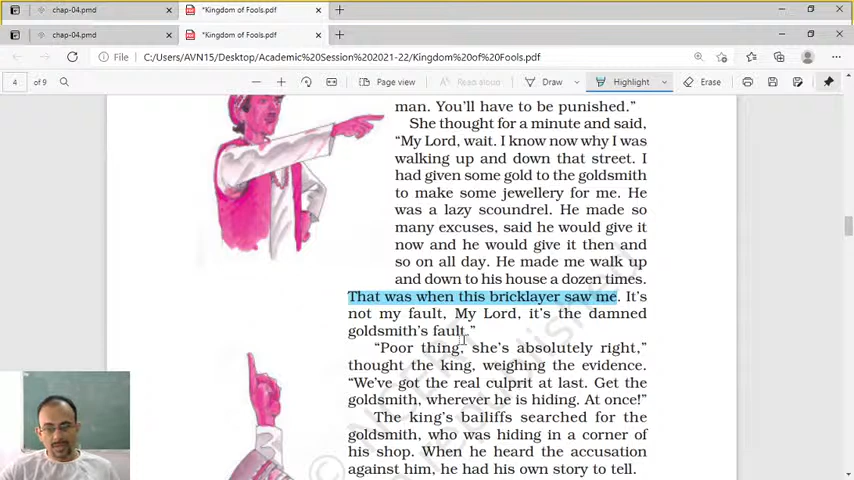 chap-04.pmd
*Kingdom of Fools.pdf
chap-04.pmd
*Kingdom of Fools.pdf
File
C:/Users/AVN15/Desktop/Academic%20Session%202021-22/Kingdom%20of%20Fools.pdf
4 of 9
Page view
Read aloud
Draw
Highlight
Erase
man. You'll have to be punished."
She thought for a minute and said,
"My Lord, wait. I know now why I was
walking up and down that street. I
had given some gold to the goldsmith
to make some jewellery for me. He
was a lazy scoundrel. He made so
many excuses, said he would give it
now and he would give it then and
so on all day. He made me walk up
and down to his house a dozen times.
That was when this bricklayer saw me. It's
not my fault, My Lord, it's the damned
goldsmith's fault."
"Poor thing, she's absolutely right,"
thought the king, weighing the evidence.
"We've got the real culprit at last. Get the
goldsmith, wherever he is hiding. At once!"
The king's bailiffs searched for the
goldsmith, who was hiding in a corner of
his shop. When he heard the accusation
against him, he had his own story to tell.